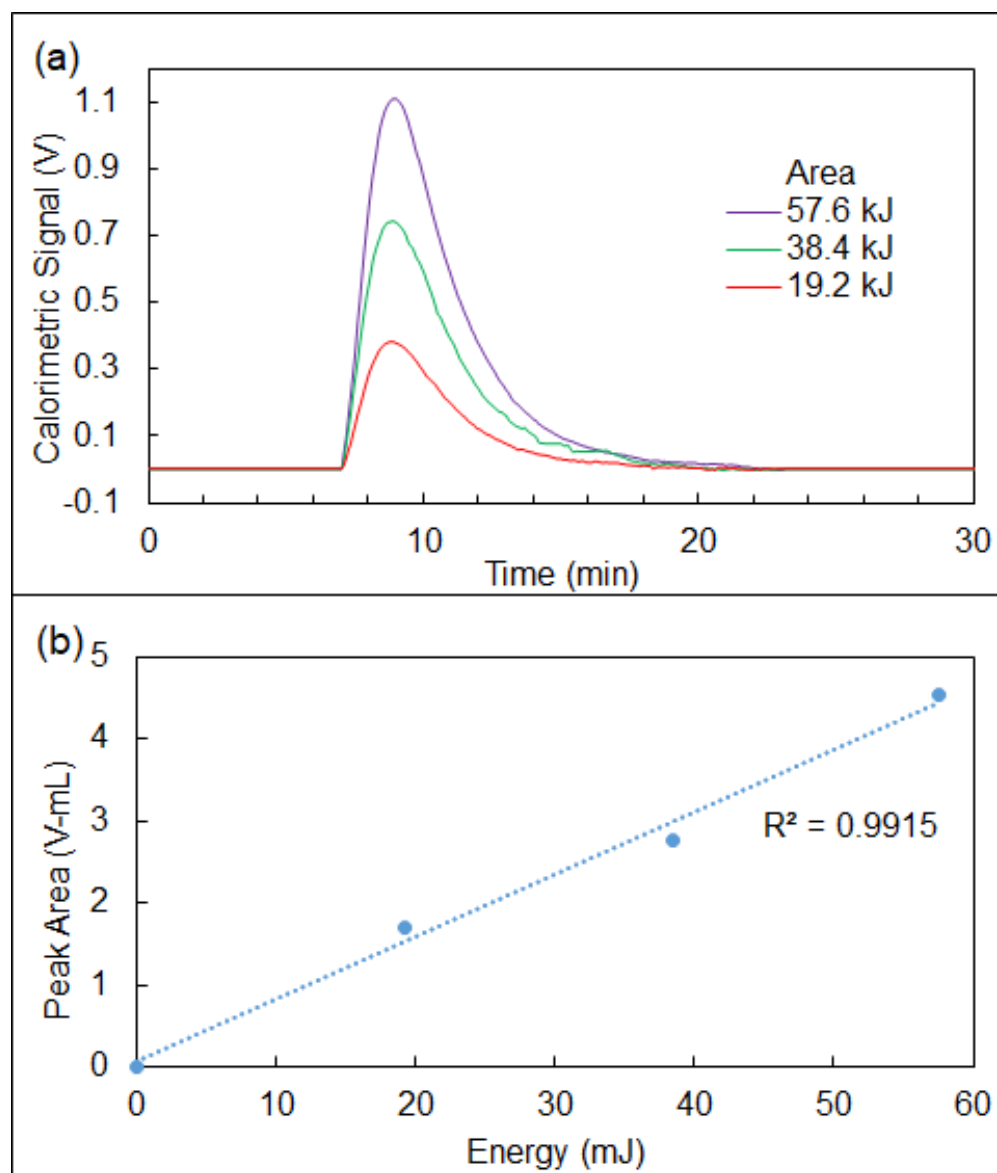 (a)
Calorimetric Signal (V)
1.1
0.9
0.7
0.5
0.3
0.1
-0.1
Area
57.6 kJ
38.4 kJ
19.2 kJ
0
10
20
30
Time (min)
(b)
Peak Area (V-mL)
5
4
3
2
1
0
R² = 0.9915
0
10
20
30
40
50
60
Energy (mJ)